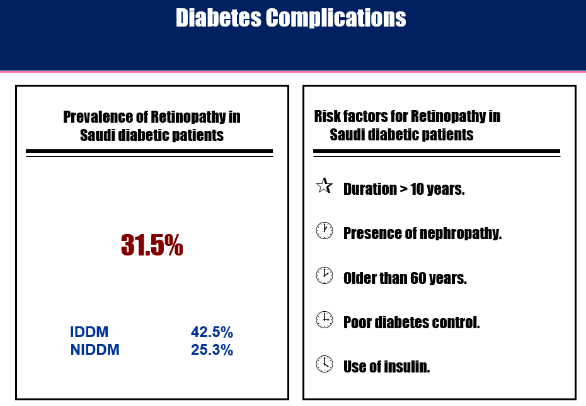 Diabetes Complications
Prevalence of Retinopathy in
Saudi diabetic patients
31.5%
IDDM 42.5%
NIDDM 25.3%
Risk factors for Retinopathy in
Saudi diabetic patients
Duration > 10 years.
Presence of nephropathy.
Older than 60 years.
Poor diabetes control.
Use of insulin.